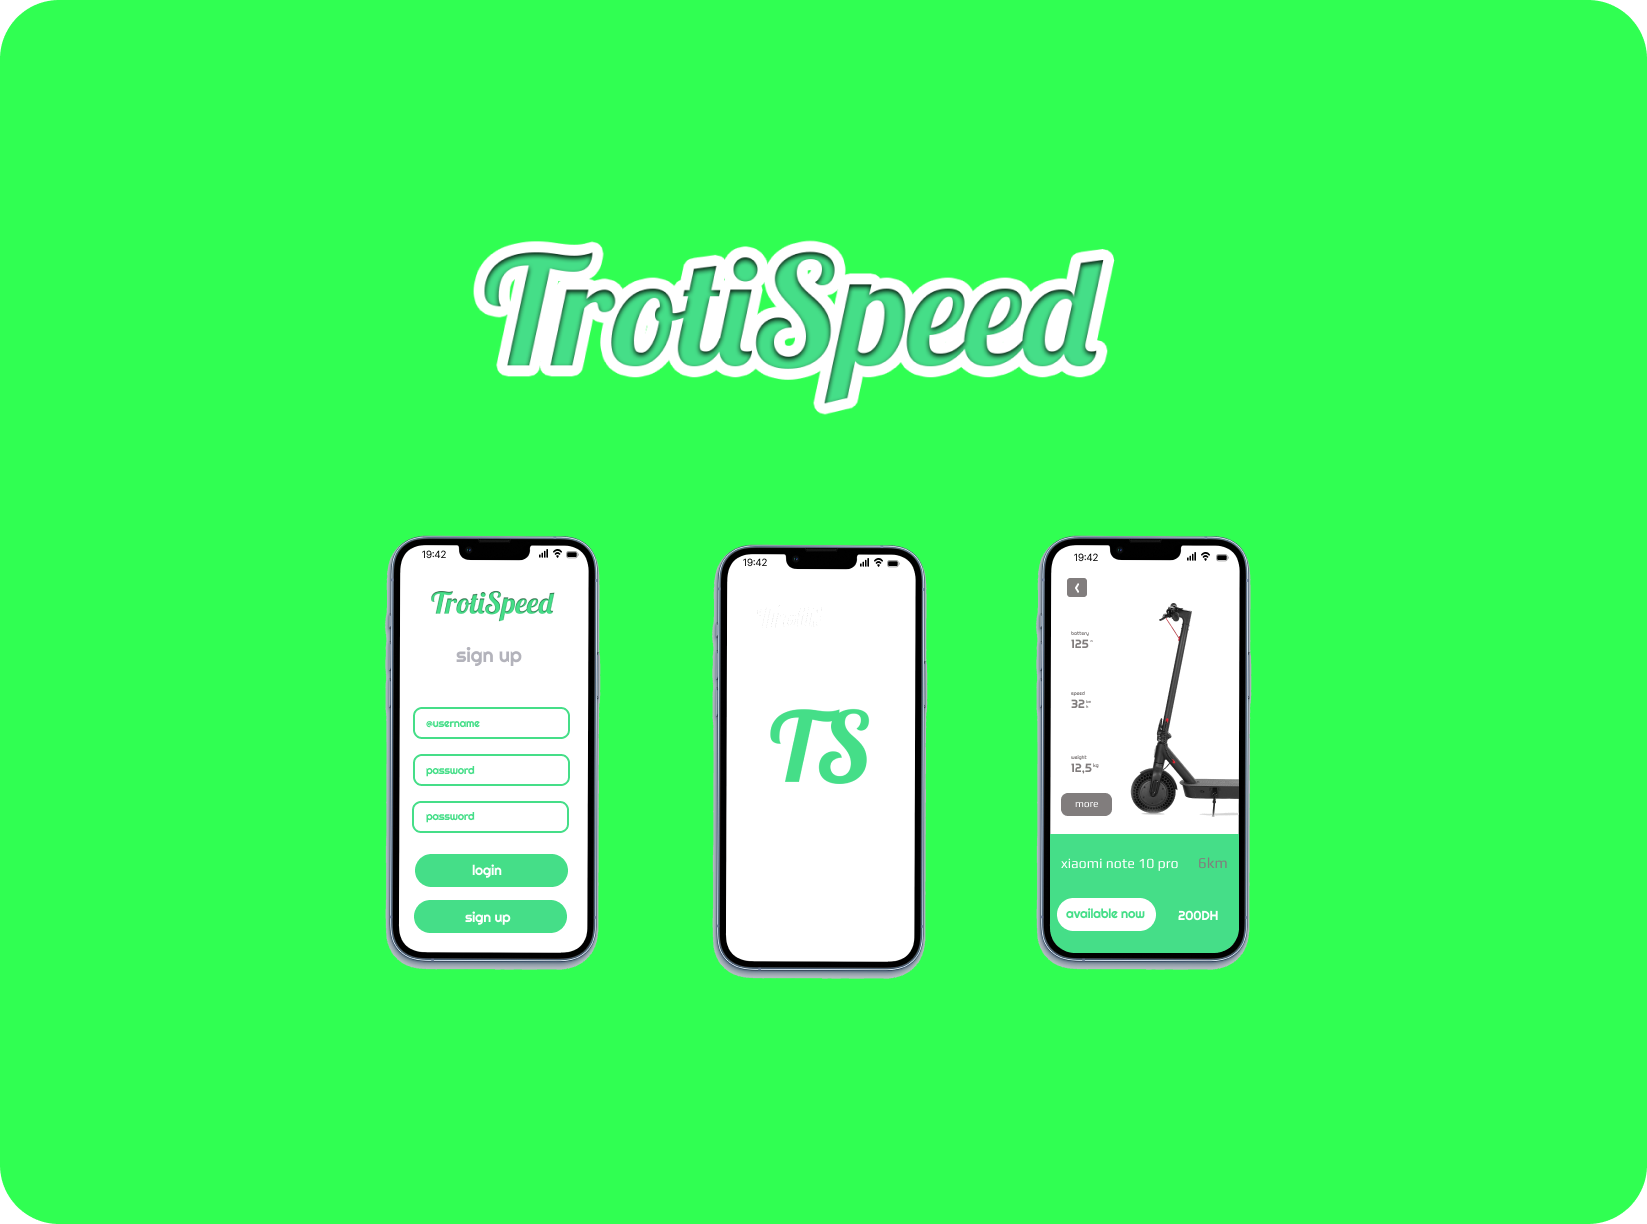 TrotiSpeed
19:42
TrotiSpeed
sign up
@username
password
password
login
sign up
19:42
TS
19:42
battery
125
speed
32
weight
12,5 kg
more
xiaomi note 10 pro 6km
available now 200DH